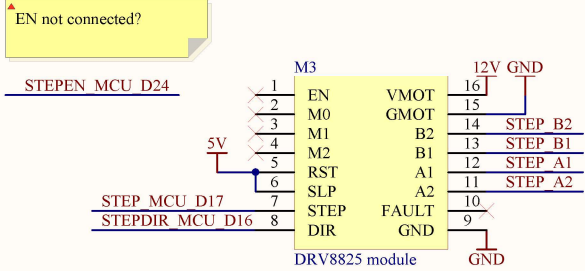 EN not connected?
STEPEN_MCU_D24
M3
12V GND
1 EN VMOT 16
2 M0 GMOT 15
3 M1 B2 14 STEP_B2
4 M2 B1 13 STEP_B1
5V 5 RST A1 12 STEP_A1
6 SLP A2 11 STEP_A2
STEP_MCU_D17 7 STEP FAULT 10
STEPDIR_MCU_D16 8 DIR GND 9
DRV8825 module
GND